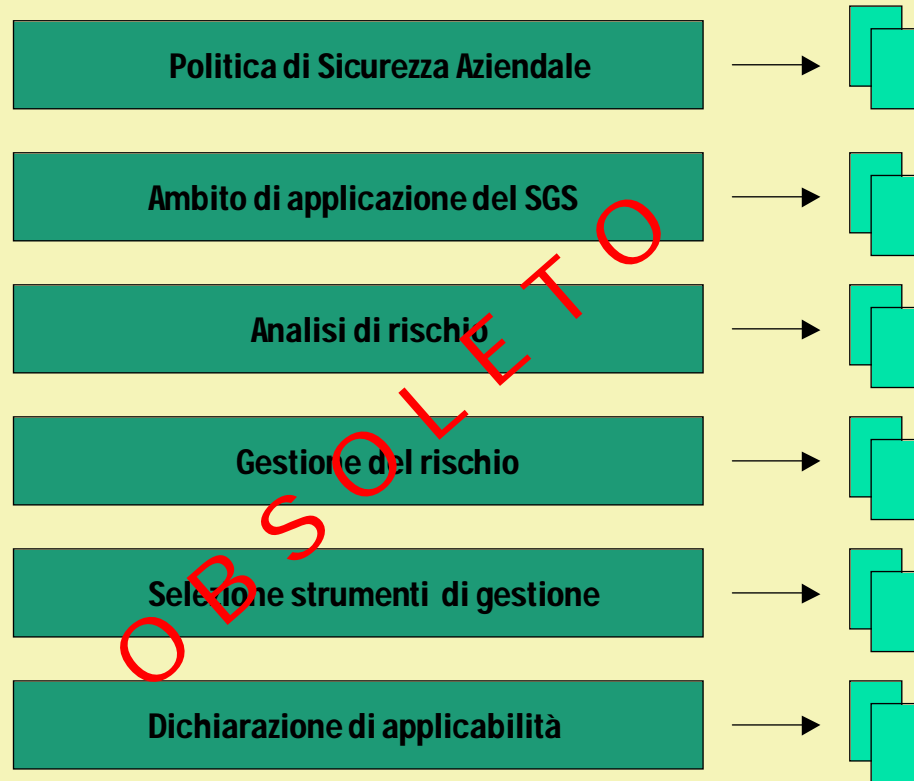 Politica di Sicurezza Aziendale
Ambito di applicazione del SGS
Analisi di rischio
Gestione del rischio
Selezione strumenti di gestione
Dichiarazione di applicabilità
OBSOLETO